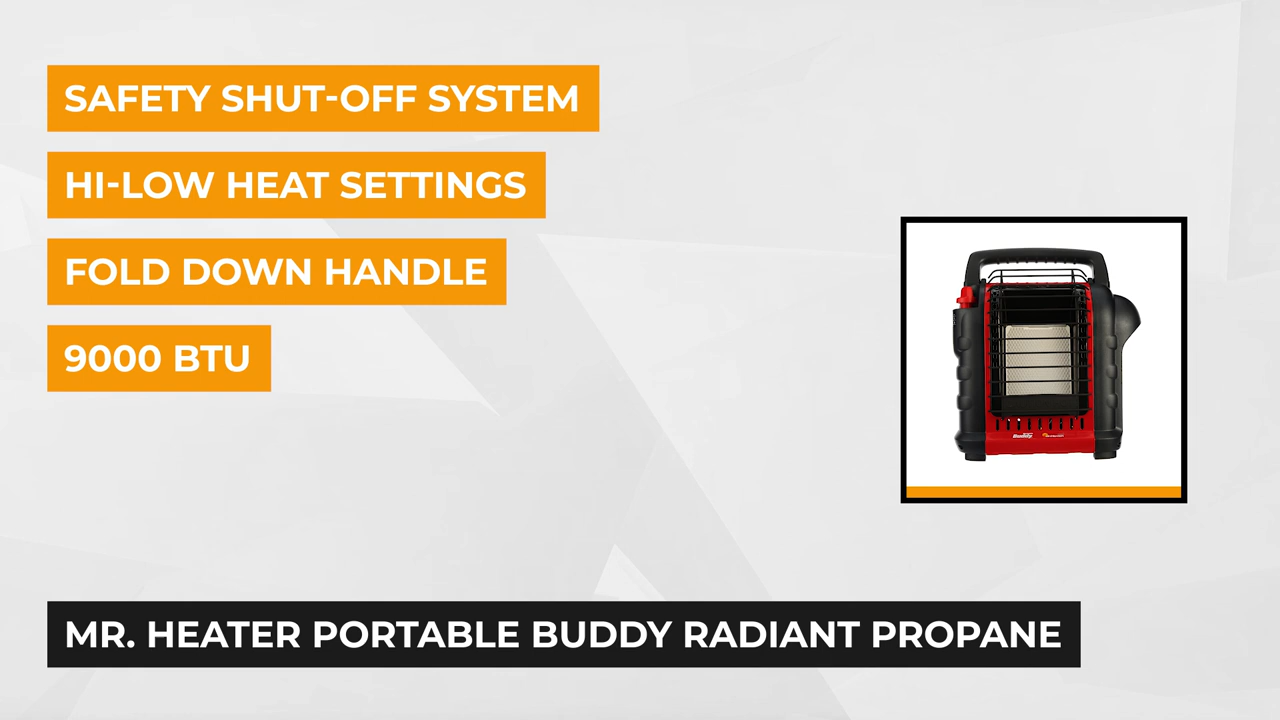 SAFETY SHUT-OFF SYSTEM
HI-LOW HEAT SETTINGS
FOLD DOWN HANDLE
9000 BTU
Buddy
MR. HEATER PORTABLE BUDDY RADIANT PROPANE